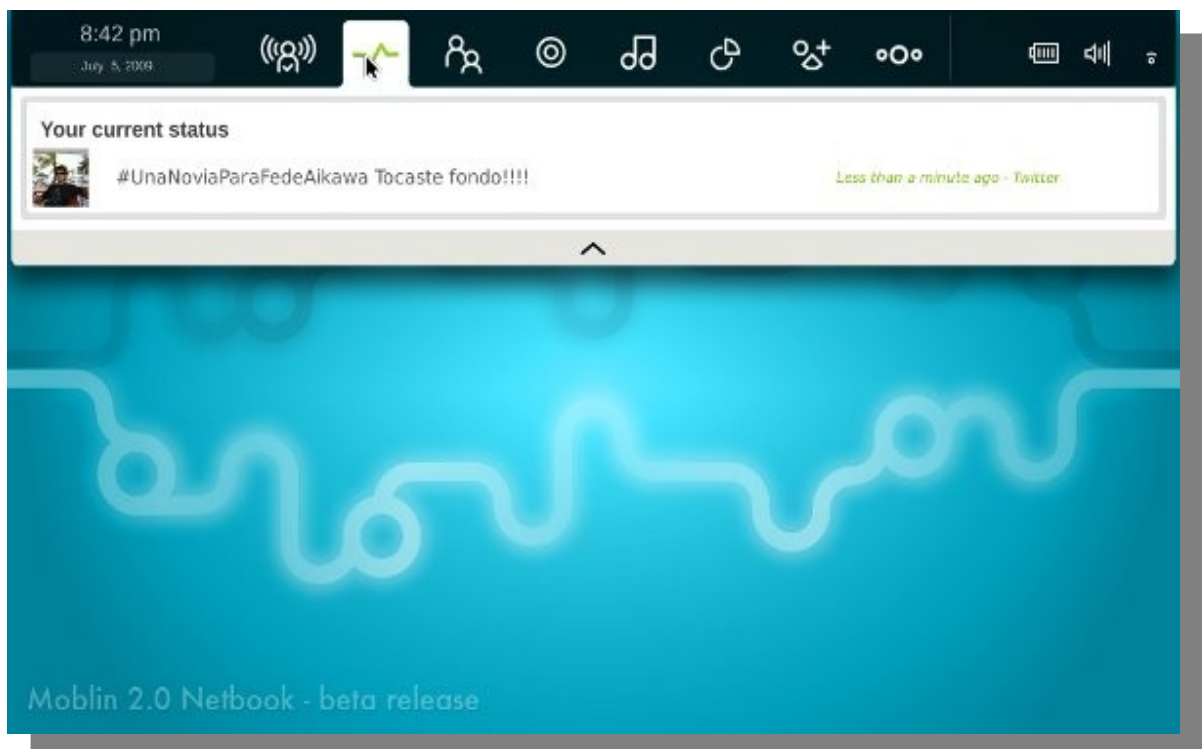 8:42 pm
July 5, 2009
Your current status
#UnaNoviaParaFedeAikawa Tocaste fondo!!!!
Less than a minute ago - Twitter
Moblin 2.0 Netbook - beta release